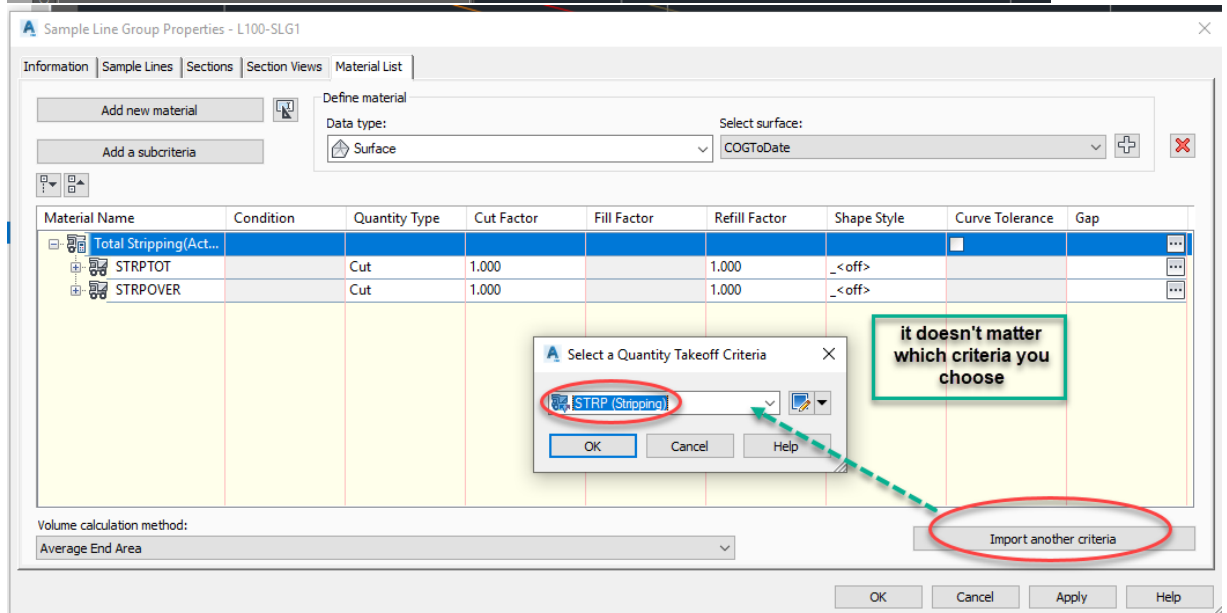 Sample Line Group Properties - L100-SLG1
Information Sample Lines Sections Section Views Material List
Add new material
Define material
Data type:
Select surface:
Surface
COGToDate
Add a subcriteria
Material Name Condition Quantity Type Cut Factor Fill Factor Refill Factor Shape Style Curve Tolerance Gap
Total Stripping(Act...
STRPTOT Cut 1.000 1.000 _<off>
STRPOVER Cut 1.000 1.000 _<off>
it doesn't matter
which criteria you
choose
Select a Quantity Takeoff Criteria
STRP (Stripping)
OK Cancel Help
Volume calculation method:
Average End Area
Import another criteria
OK Cancel Apply Help